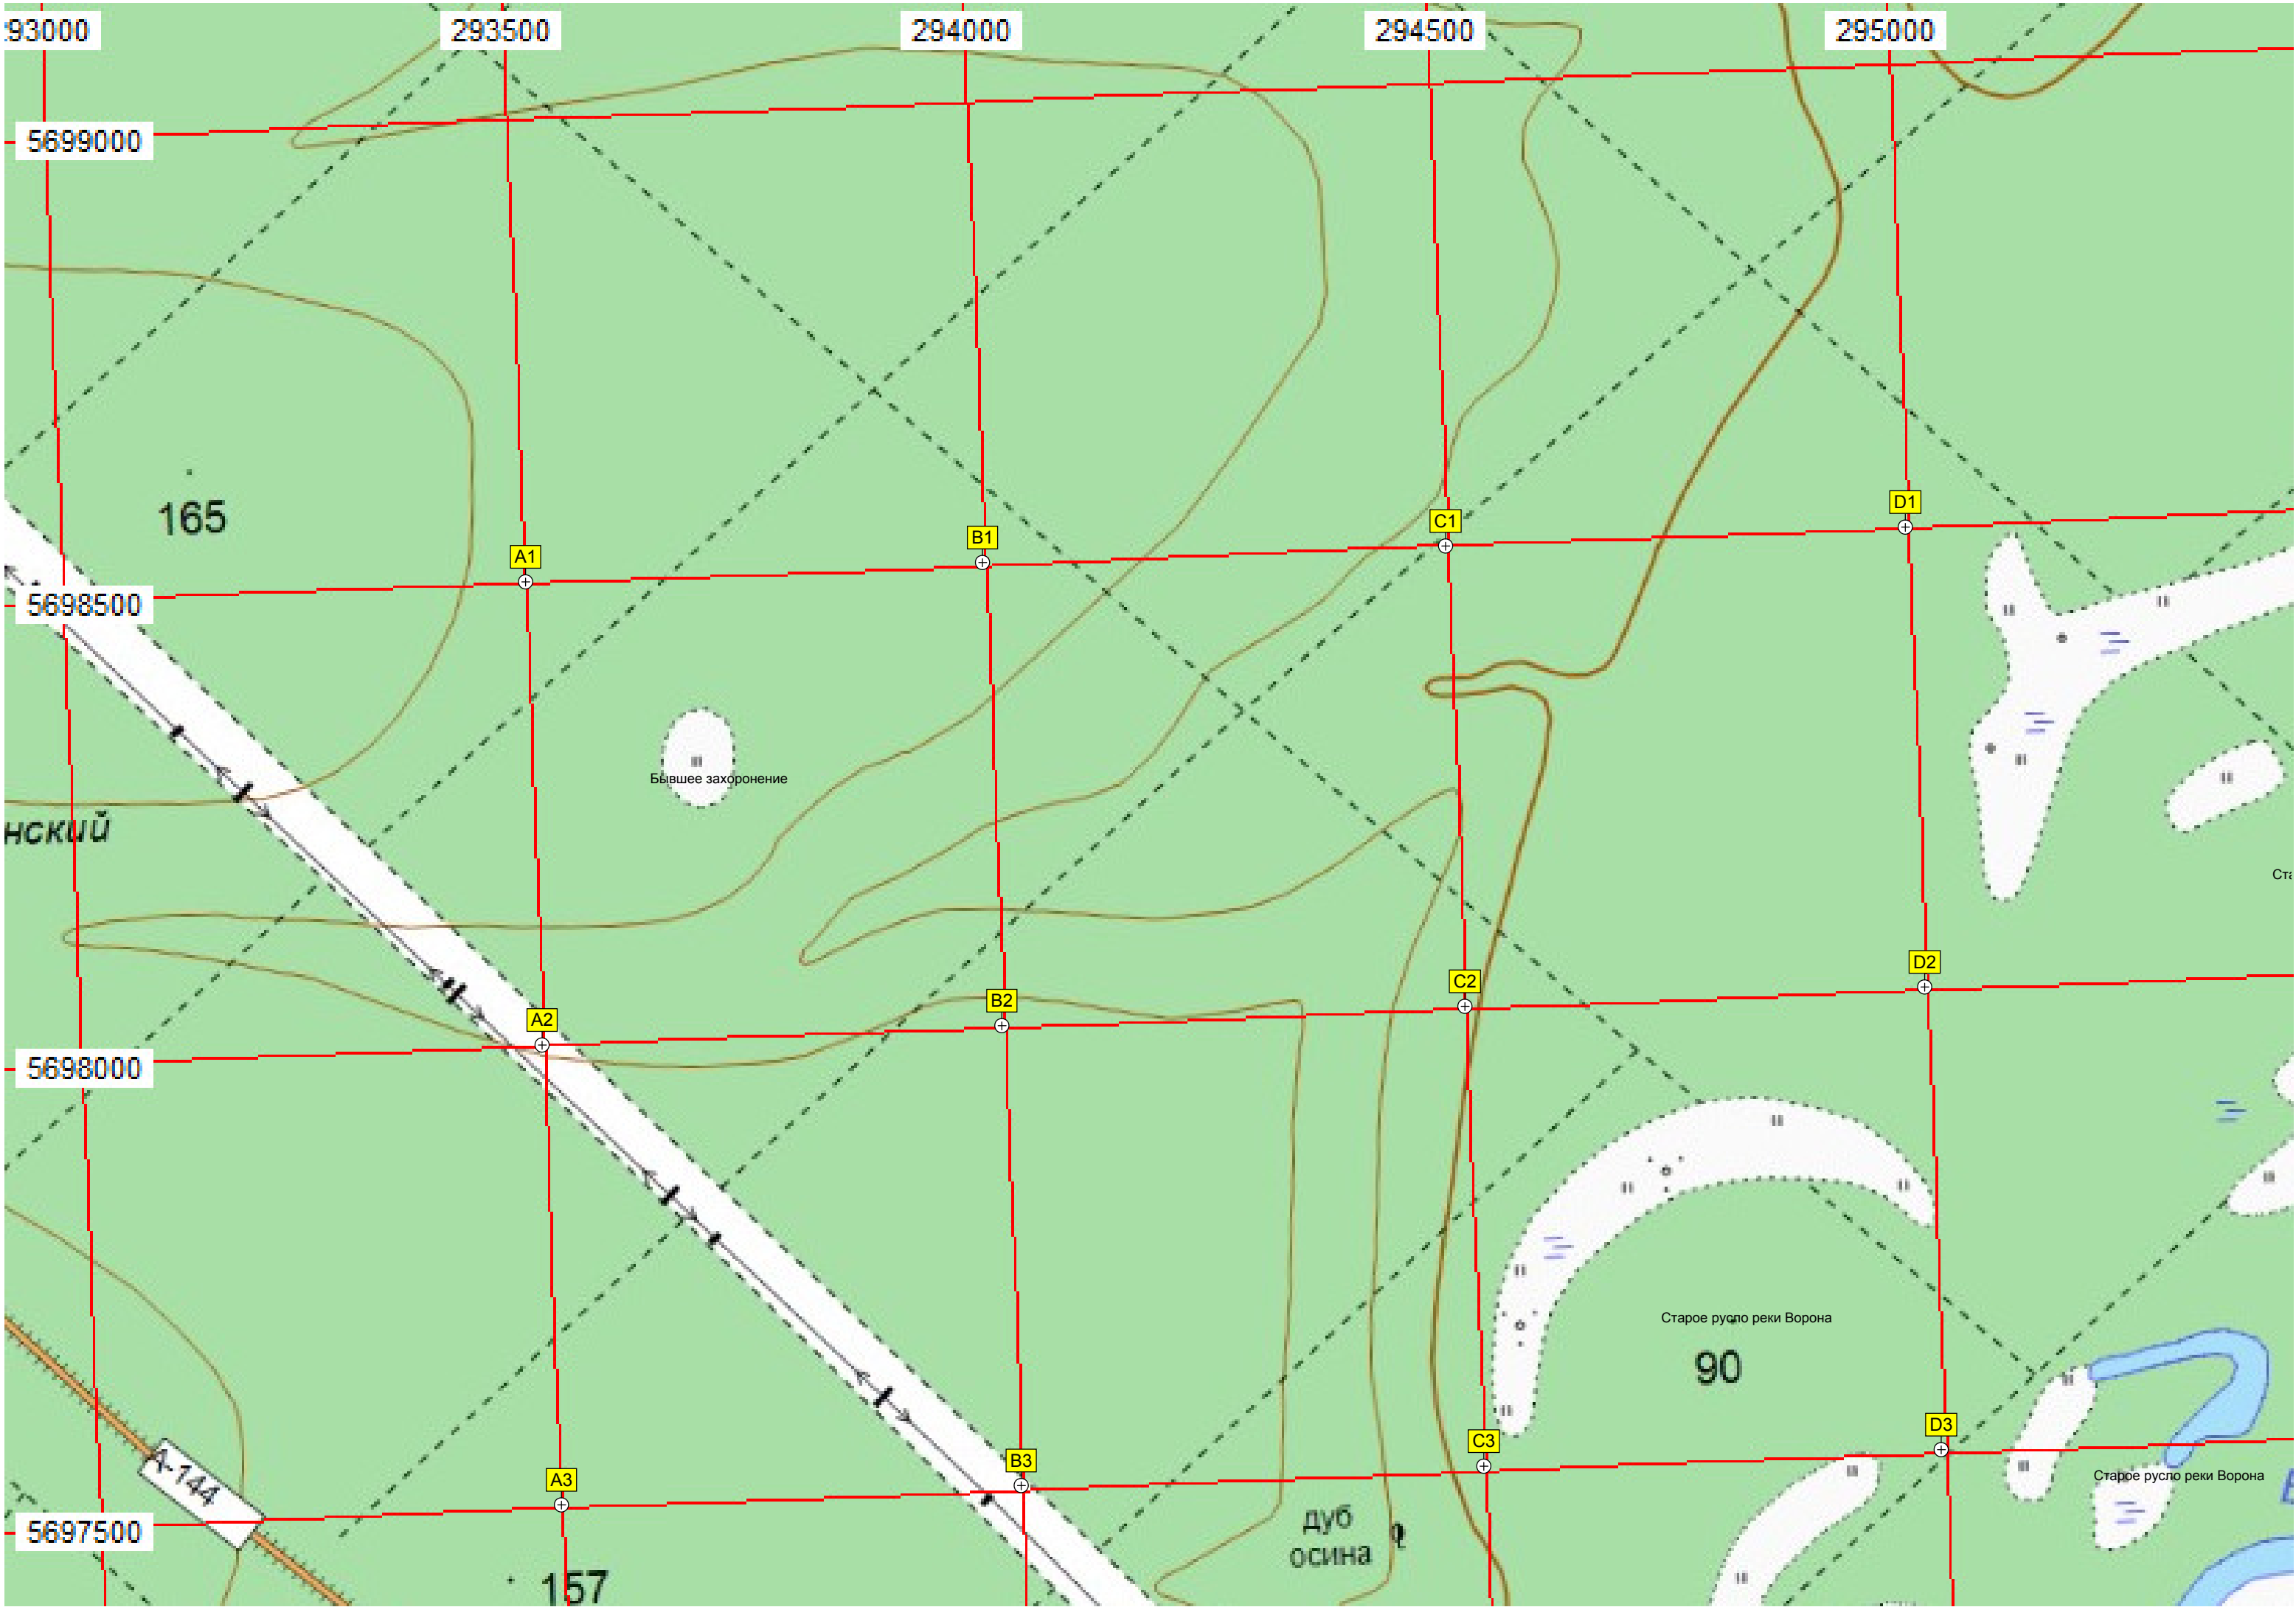 93000 293500 294000 294500 295000
5699000
D1
C1
165
B1
A1
5698500
Бывшее захоронение
нский
Ста
D2
C2
B2
A2
5698000
Старое русло реки Ворона
90
D3
C3
B3
A-144
A3
Старое русло реки Ворона
дуб
осина
5697500
157